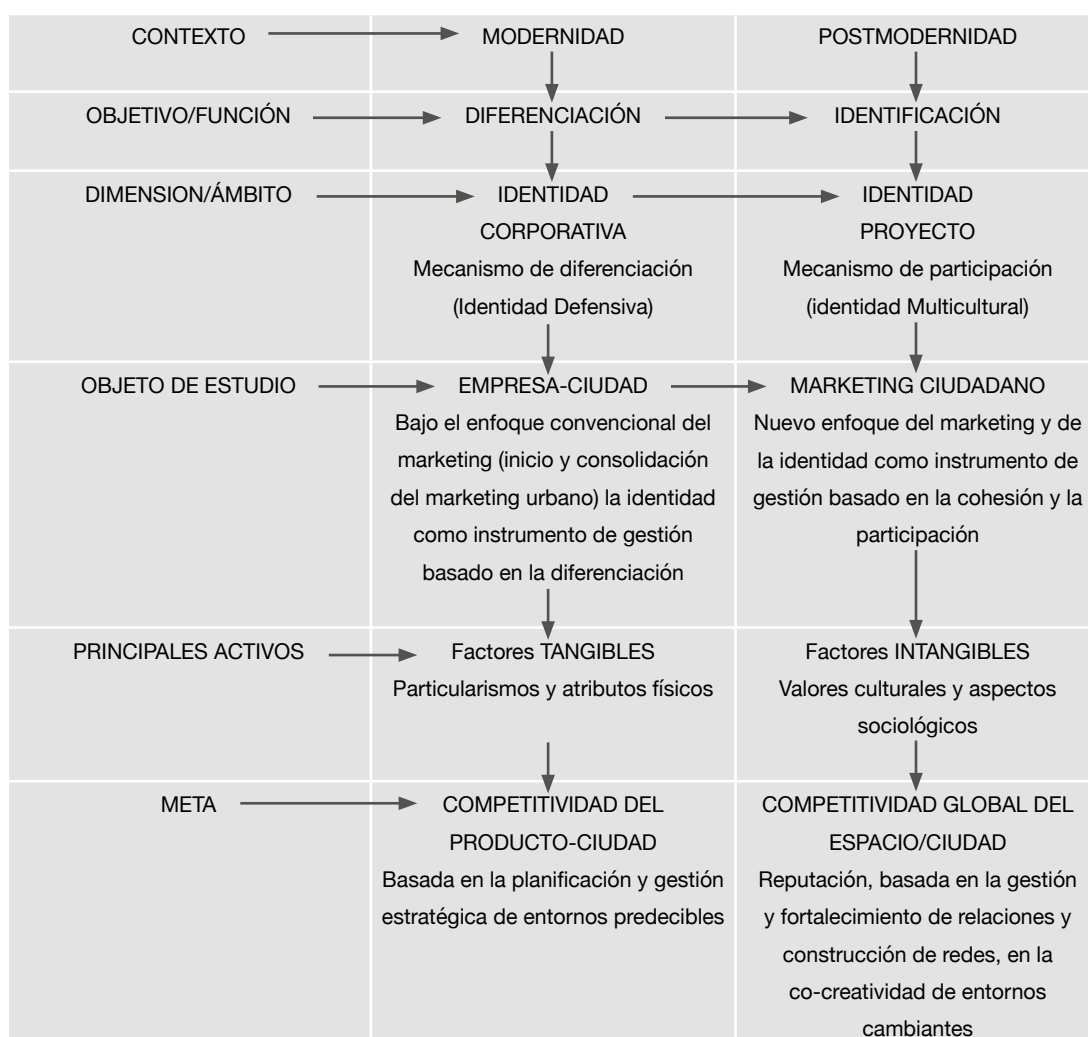 CONTEXTO
MODERNIDAD
POSTMODERNIDAD
OBJETIVO/FUNCIÓN
DIFERENCIACIÓN
IDENTIFICACIÓN
DIMENSION/ÁMBITO
IDENTIDAD
CORPORATIVA
Mecanismo de diferenciación
(Identidad Defensiva)
IDENTIDAD
PROYECTO
Mecanismo de participación
(identidad Multicultural)
OBJETO DE ESTUDIO
EMPRESA-CIUDAD
Bajo el enfoque convencional del
marketing (inicio y consolidación
del marketing urbano) la identidad
como instrumento de gestión
basado en la diferenciación
MARKETING CIUDADANO
Nuevo enfoque del marketing y de
la identidad como instrumento de
gestión basado en la cohesión y la
participación
PRINCIPALES ACTIVOS
Factores TANGIBLES
Particularismos y atributos físicos
Factores INTANGIBLES
Valores culturales y aspectos
sociológicos
META
COMPETITIVIDAD DEL
PRODUCTO-CIUDAD
Basada en la planificación y gestión
estratégica de entornos predecibles
COMPETITIVIDAD GLOBAL DEL
ESPACIO/CIUDAD
Reputación, basada en la gestión
y fortalecimiento de relaciones y
construcción de redes, en la
co-creatividad de entornos
cambiantes